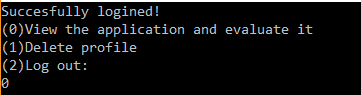 Succesfully logined!
(0)View the application and evaluate it
(1)Delete profile
(2)Log out:
0